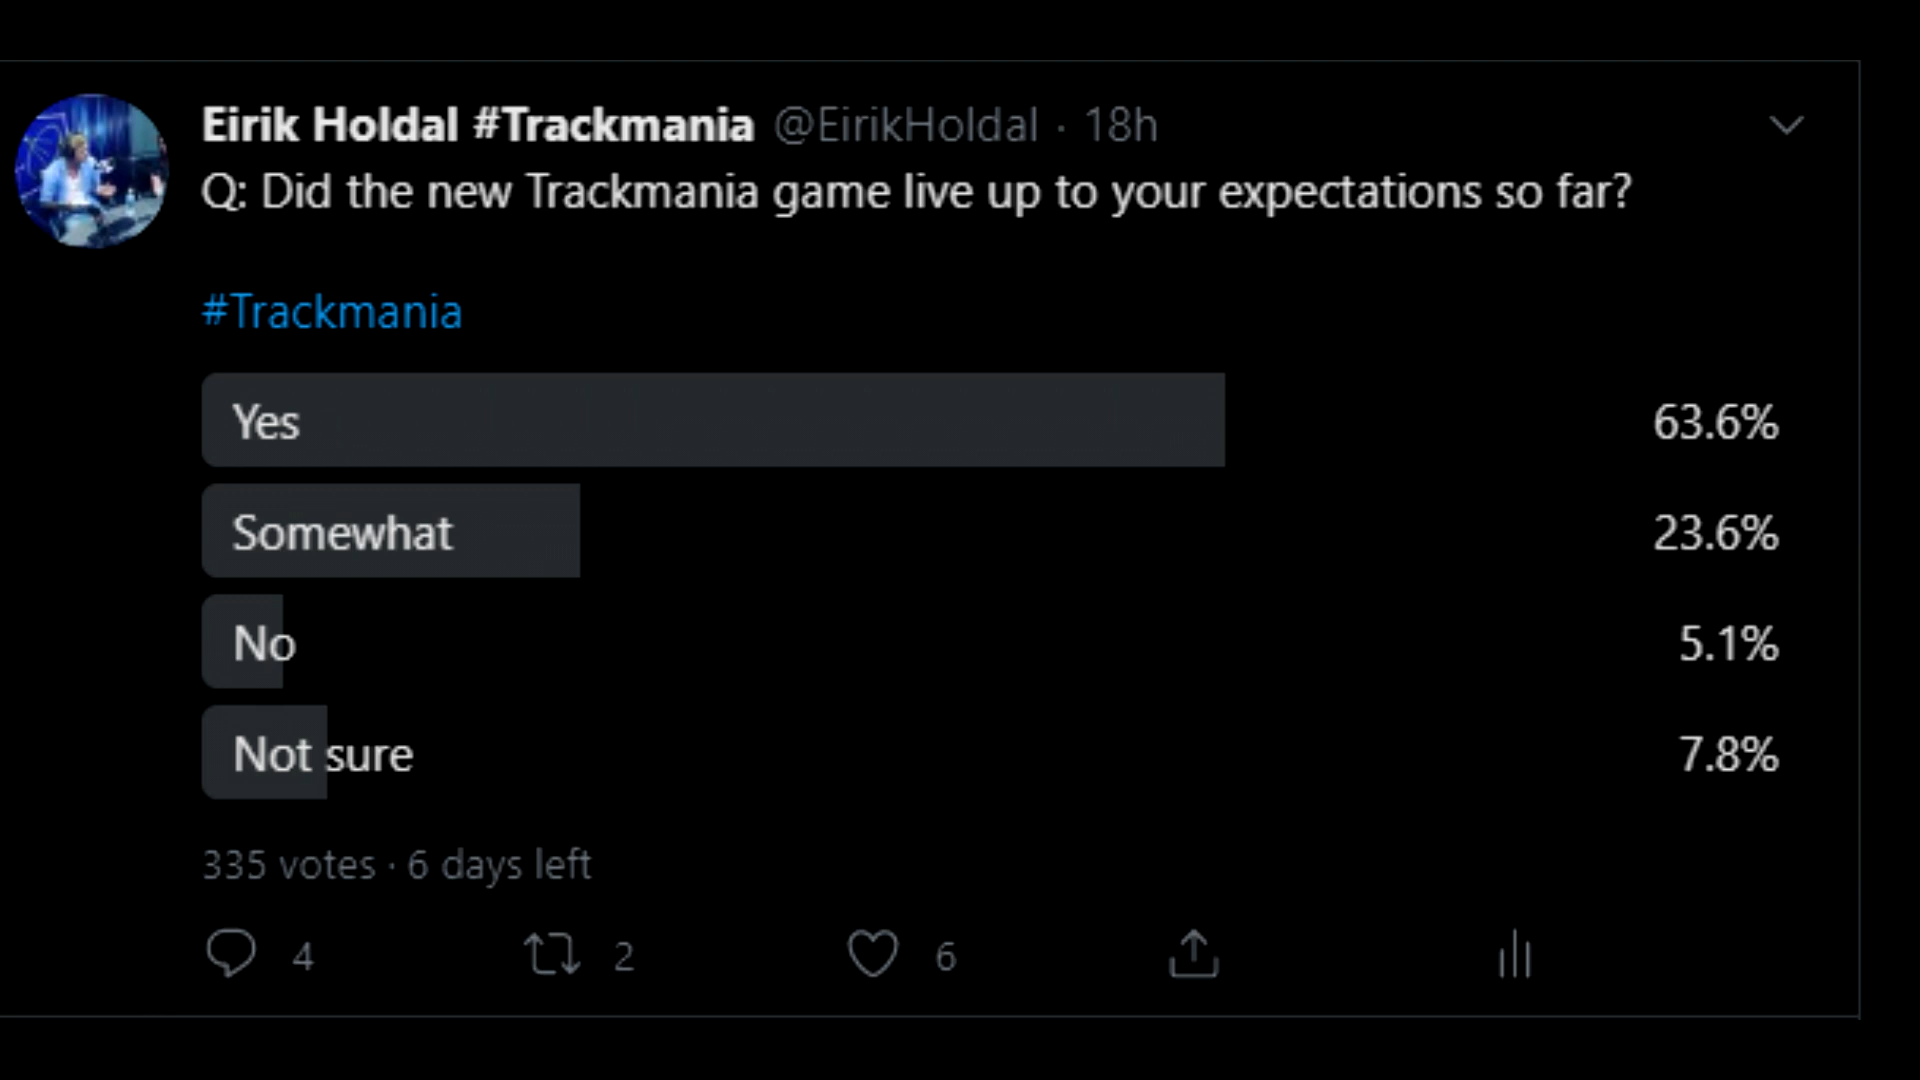 Eirik Holdal #Trackmania @EirikHoldal · 18h
Q: Did the new Trackmania game live up to your expectations so far?
#Trackmania
Yes 63.6%
Somewhat 23.6%
No 5.1%
Not sure 7.8%
335 votes · 6 days left
4 2 6